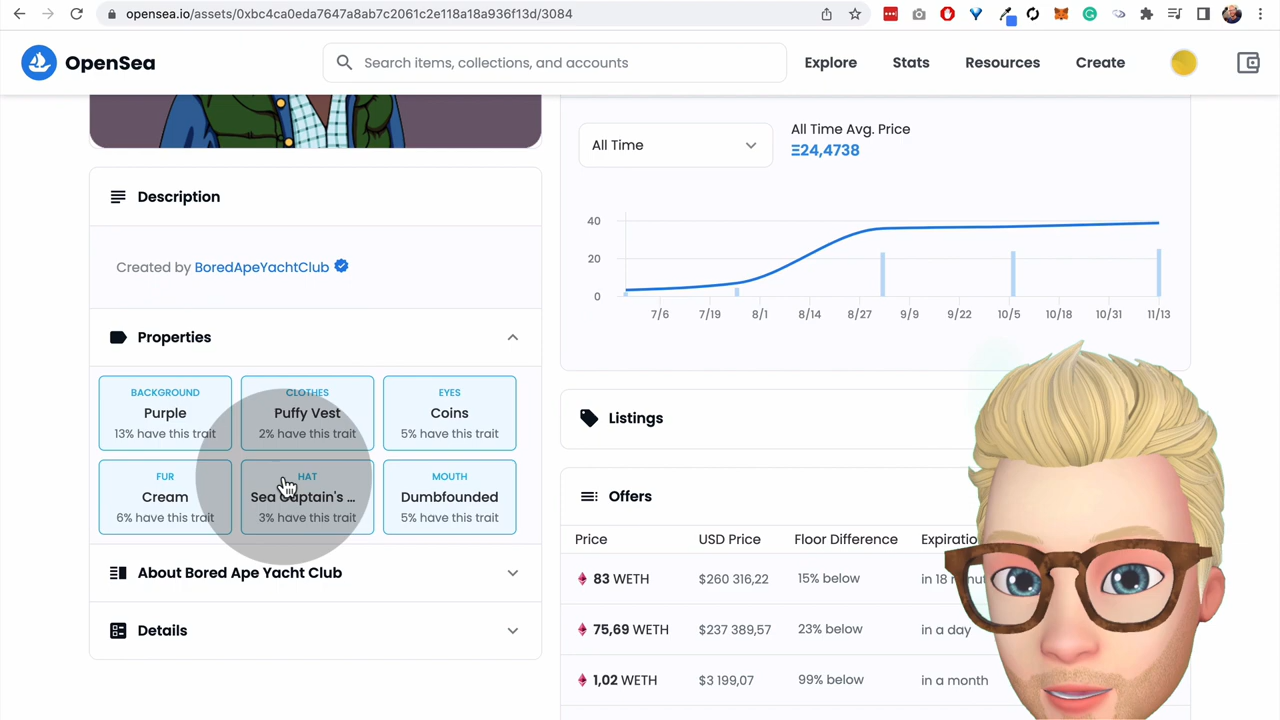 opensea.io/assets/0xbc4ca0eda7647a8ab7c2061c2e118a18a936f13d/3084
OpenSea
Search items, collections, and accounts
Explore
Stats
Resources
Create
Description
Created by BoredApeYachtClub
Properties
BACKGROUND
Purple
13% have this trait
CLOTHES
Puffy Vest
2% have this trait
EYES
Coins
5% have this trait
FUR
Cream
6% have this trait
HAT
Sea Captain's ...
3% have this trait
MOUTH
Dumbfounded
5% have this trait
About Bored Ape Yacht Club
Details
All Time
All Time Avg. Price
Ξ24,4738
40
20
0
7/6 7/19 8/1 8/14 8/27 9/9 9/22 10/5 10/18 10/31 11/13
Listings
Offers
Price USD Price Floor Difference Expiratio
83 WETH $260 316,22 15% below in 18
75,69 WETH $237 389,57 23% below in a day
1,02 WETH $3 199,07 99% below in a month